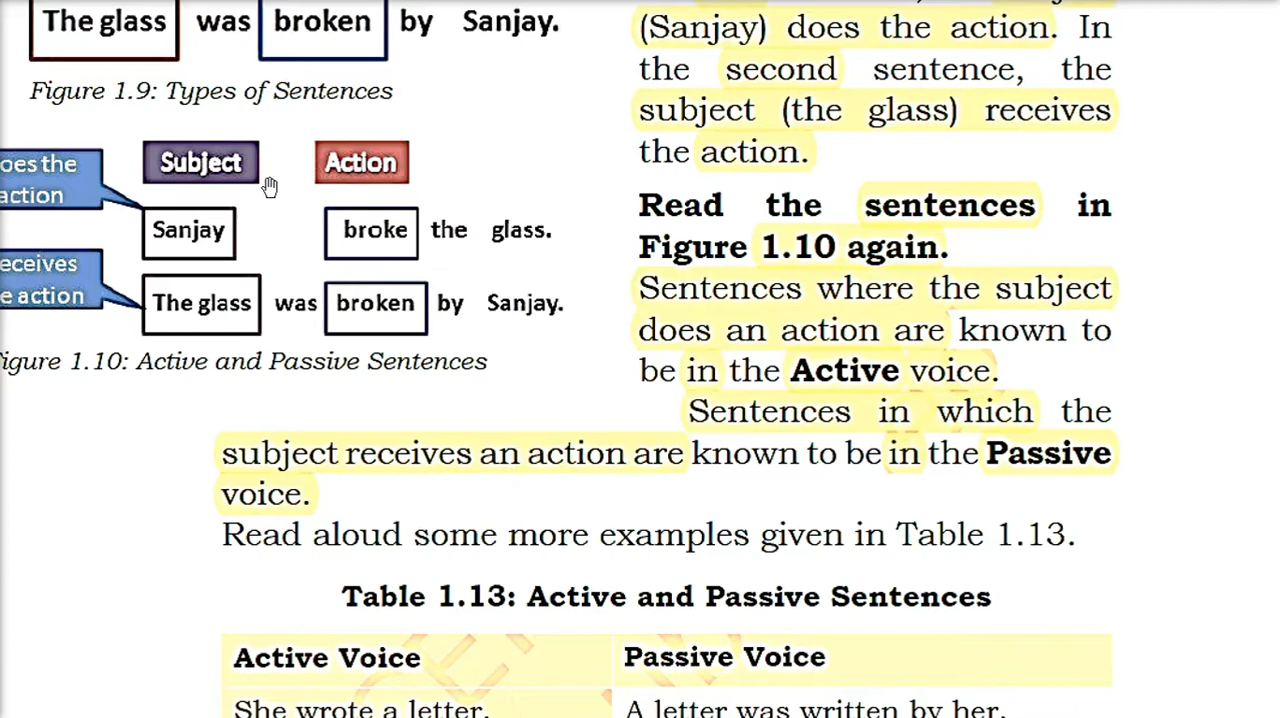 The glass was broken by Sanjay.
Figure 1.9: Types of Sentences
oes the
action
Subject Action
Sanjay broke the glass.
eceives
e action
The glass was broken by Sanjay.
igure 1.10: Active and Passive Sentences
(Sanjay) does the action. In
the second sentence, the
subject (the glass) receives
the action.
Read the sentences in
Figure 1.10 again.
Sentences where the subject
does an action are known to
be in the Active voice.
Sentences in which the
subject receives an action are known to be in the Passive
voice.
Read aloud some more examples given in Table 1.13.
Table 1.13: Active and Passive Sentences
Active Voice Passive Voice
She wrote a letter. A letter was written by her.